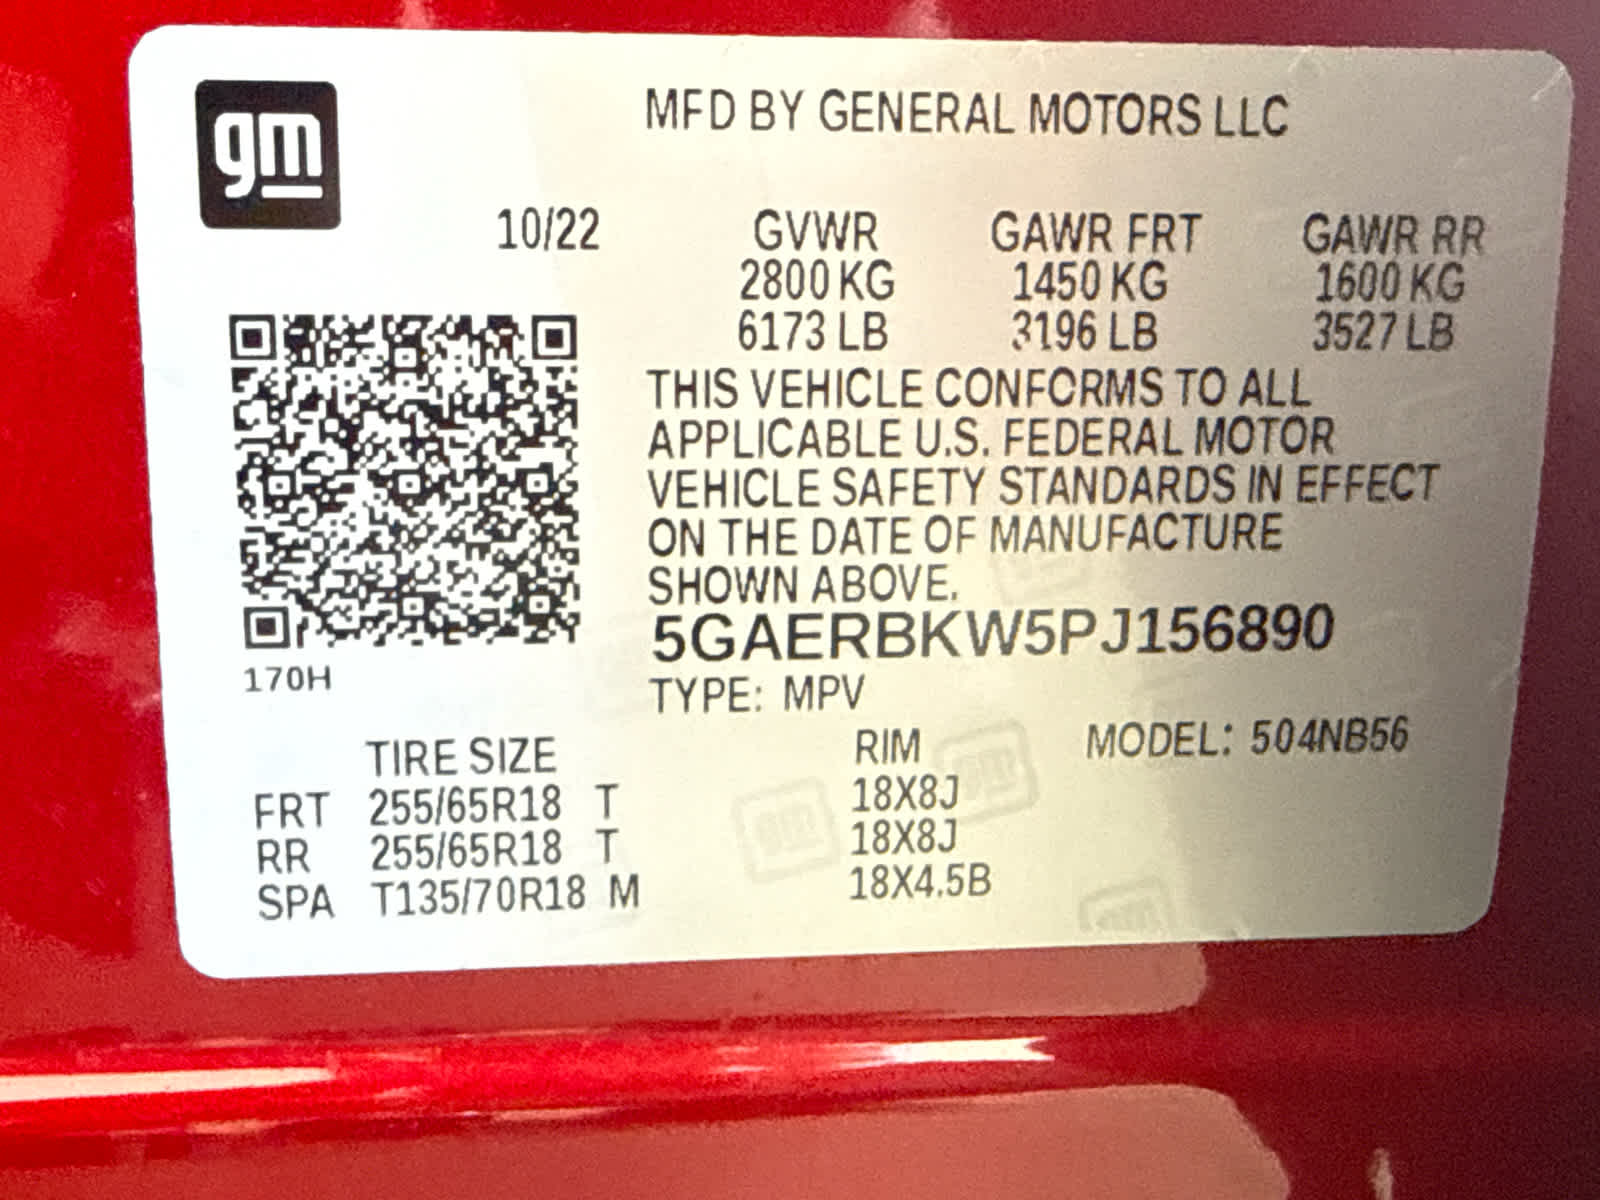 gm
MFD BY GENERAL MOTORS LLC
10/22 GVWR GAWR FRT GAWR RR
2800 KG 1450 KG 1600 KG
6173 LB 3196 LB 3527 LB
THIS VEHICLE CONFORMS TO ALL
APPLICABLE U.S. FEDERAL MOTOR
VEHICLE SAFETY STANDARDS IN EFFECT
ON THE DATE OF MANUFACTURE
SHOWN ABOVE.
5GAERBKW5PJ156890
170H
TYPE: MPV
TIRE SIZE RIM MODEL: 504NB56
FRT 255/65R18 T 18X8J
RR 255/65R18 T 18X8J
SPA T135/70R18 M 18X4.5B
gm
gm
gm